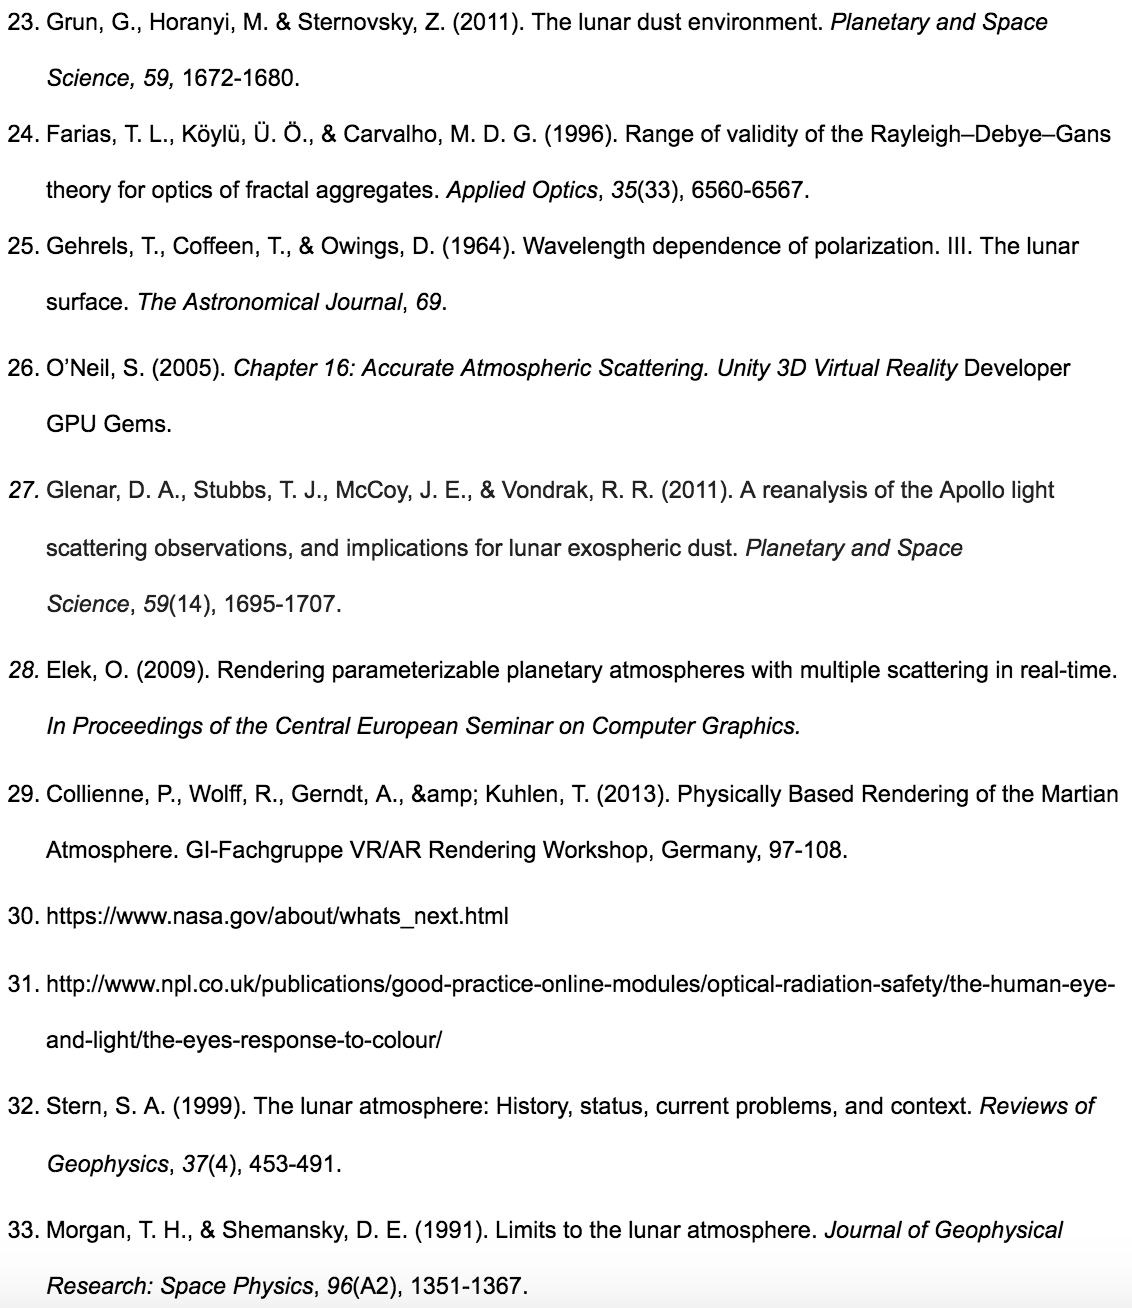 23. Grun, G., Horanyi, M. & Sternovsky, Z. (2011). The lunar dust environment. Planetary and Space
Science, 59, 1672-1680.
24. Farias, T. L., Köylü, Ü. Ö., & Carvalho, M. D. G. (1996). Range of validity of the Rayleigh–Debye–Gans
theory for optics of fractal aggregates. Applied Optics, 35(33), 6560-6567.
25. Gehrels, T., Coffeen, T., & Owings, D. (1964). Wavelength dependence of polarization. III. The lunar
surface. The Astronomical Journal, 69.
26. O’Neil, S. (2005). Chapter 16: Accurate Atmospheric Scattering. Unity 3D Virtual Reality Developer
GPU Gems.
27. Glenar, D. A., Stubbs, T. J., McCoy, J. E., & Vondrak, R. R. (2011). A reanalysis of the Apollo light
scattering observations, and implications for lunar exospheric dust. Planetary and Space
Science, 59(14), 1695-1707.
28. Elek, O. (2009). Rendering parameterizable planetary atmospheres with multiple scattering in real-time.
In Proceedings of the Central European Seminar on Computer Graphics.
29. Collienne, P., Wolff, R., Gerndt, A., &amp; Kuhlen, T. (2013). Physically Based Rendering of the Martian
Atmosphere. GI-Fachgruppe VR/AR Rendering Workshop, Germany, 97-108.
30. https://www.nasa.gov/about/whats_next.html
31. http://www.npl.co.uk/publications/good-practice-online-modules/optical-radiation-safety/the-human-eye-
and-light/the-eyes-response-to-colour/
32. Stern, S. A. (1999). The lunar atmosphere: History, status, current problems, and context. Reviews of
Geophysics, 37(4), 453-491.
33. Morgan, T. H., & Shemansky, D. E. (1991). Limits to the lunar atmosphere. Journal of Geophysical
Research: Space Physics, 96(A2), 1351-1367.